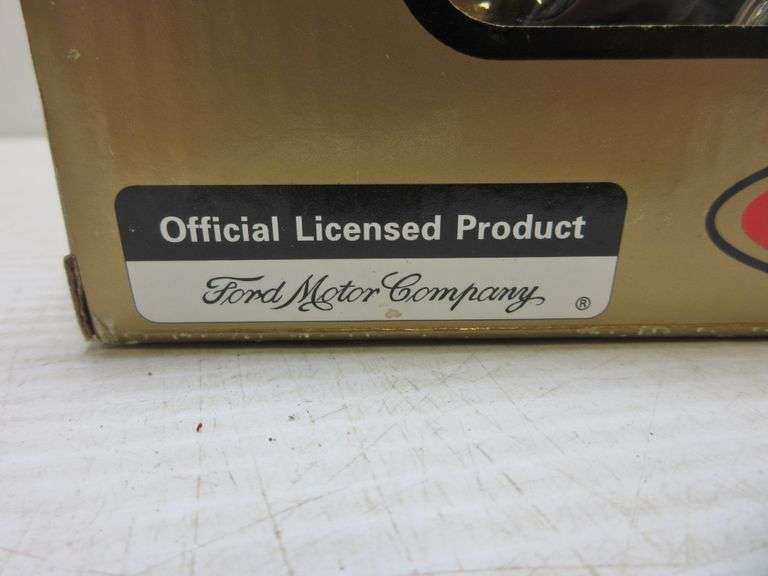 Official Licensed Product
Ford Motor Company ®